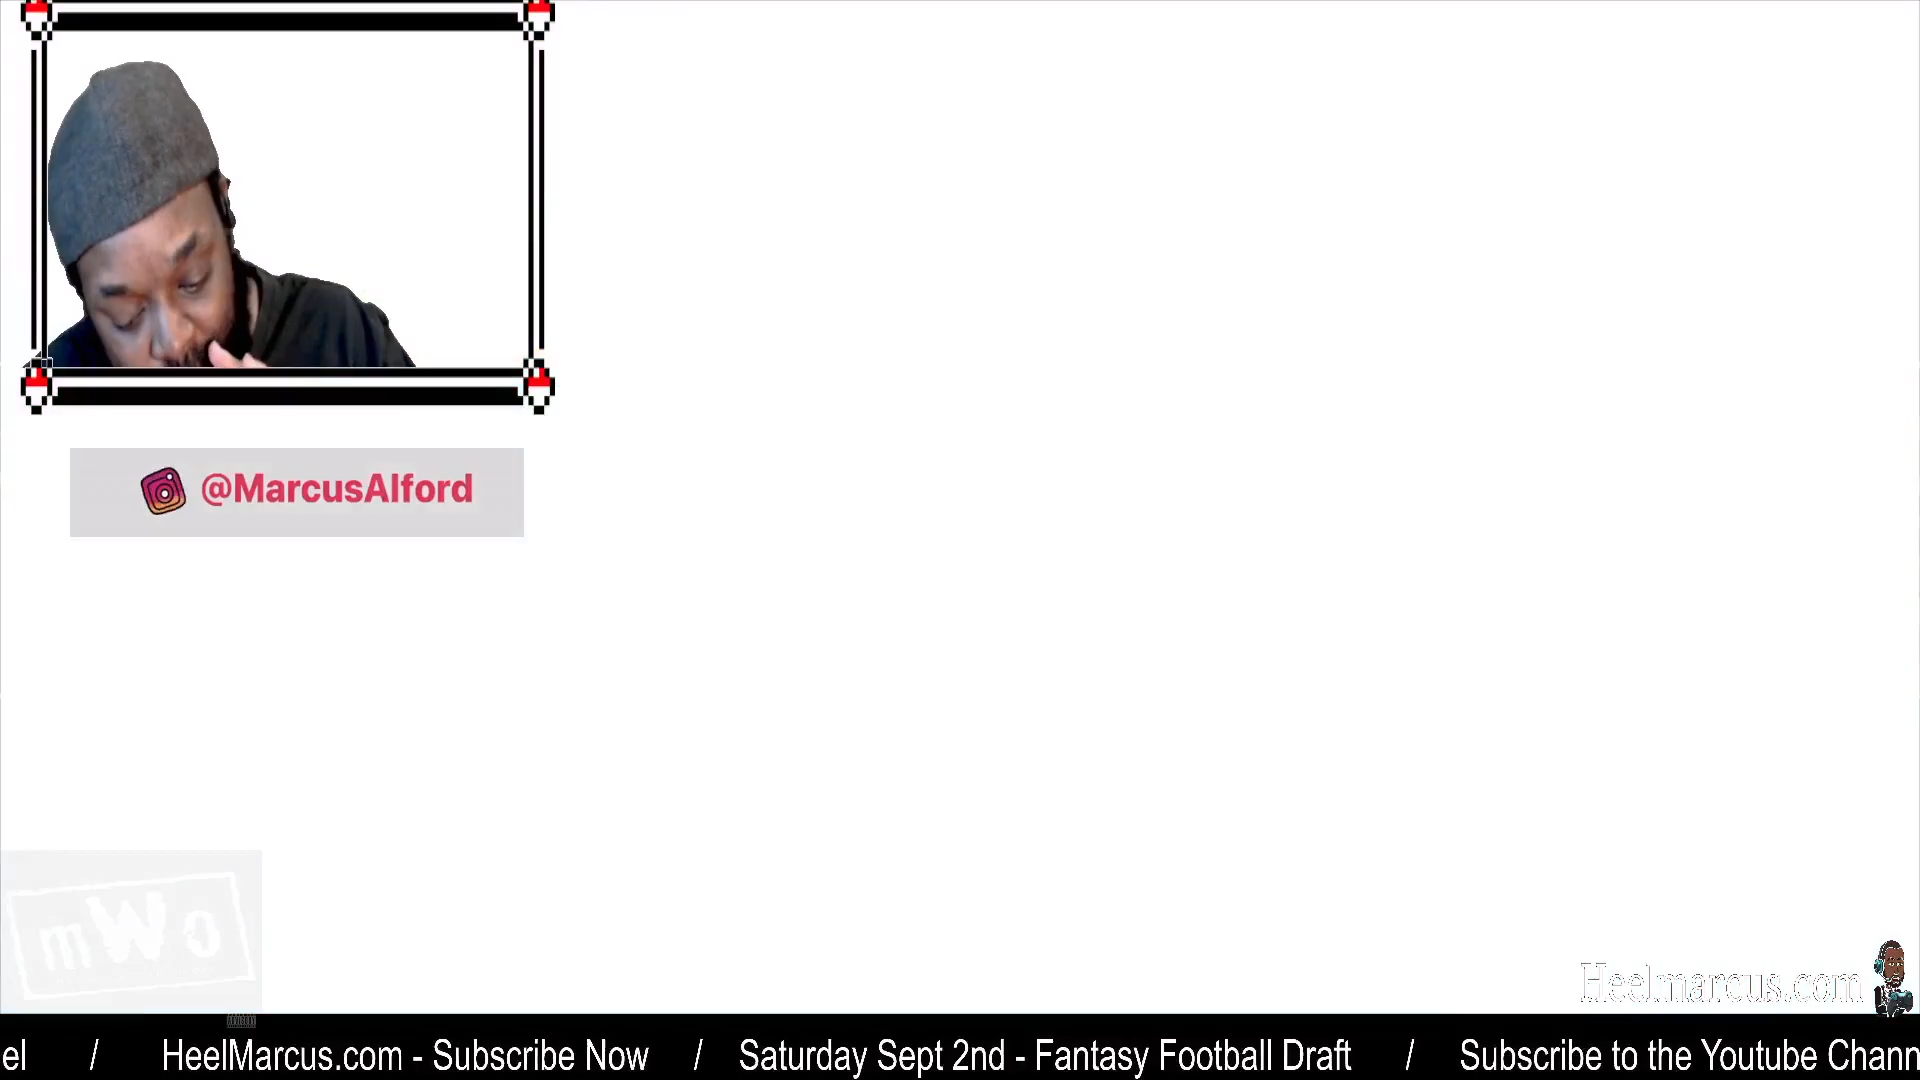 @MarcusAlford
mWo
Heelmarcus.com
el / HeelMarcus.com - Subscribe Now / Saturday Sept 2nd - Fantasy Football Draft / Subscribe to the Youtube Chann